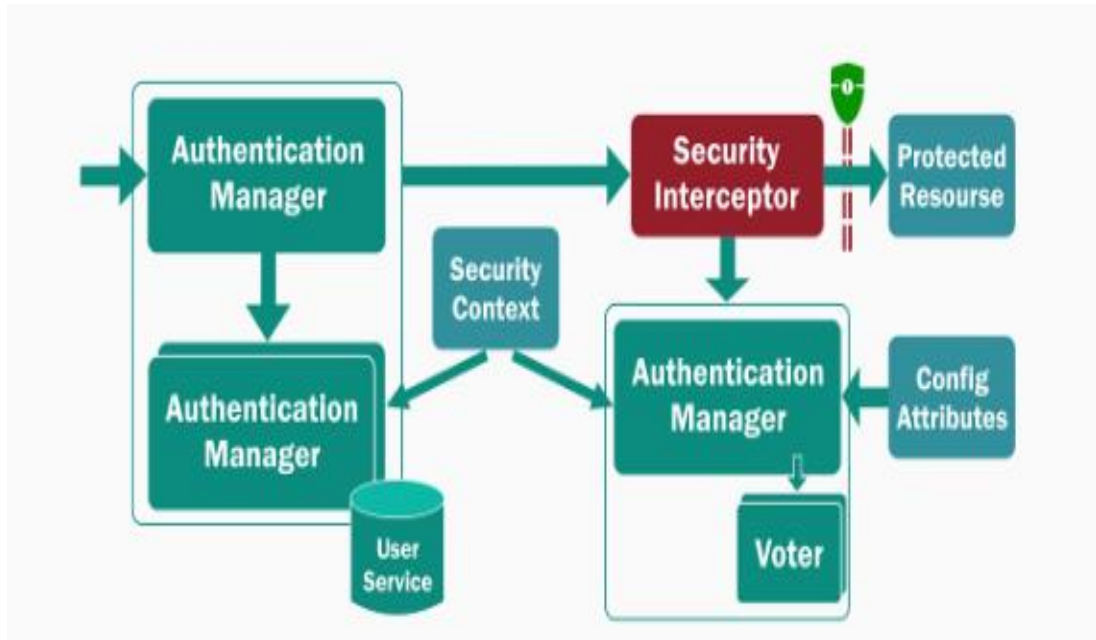 Authentication
Manager
Security
Interceptor
Protected
Resourse
Security
Context
Authentication
Manager
Authentication
Manager
Config
Attributes
User
Service
Voter